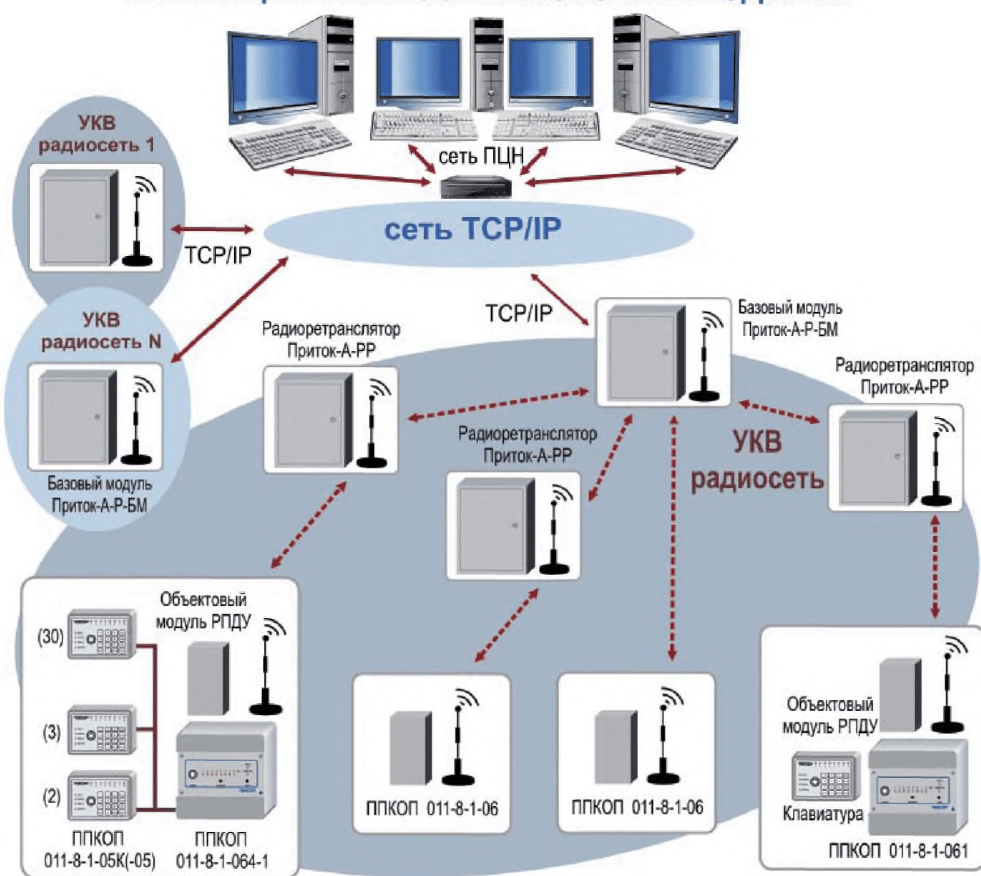 сеть ПЦН
УКВ
радиосеть 1
сеть TCP/IP
TCP/IP
УКВ
радиосеть N
Базовый модуль
Приток-А-Р-БМ
TCP/IP
Базовый модуль
Приток-А-Р-БМ
Радиоретранслятор
Приток-А-РР
Радиоретранслятор
Приток-А-РР
Радиоретранслятор
Приток-А-РР
УКВ
радиосеть
Объектовый
модуль РПДУ
(30)
(3)
(2)
ППКОП
011-8-1-05К(-05)
ППКОП
011-8-1-064-1
ППКОП 011-8-1-06
ППКОП 011-8-1-06
Объектовый
модуль РПДУ
Клавиатура
ППКОП 011-8-1-061